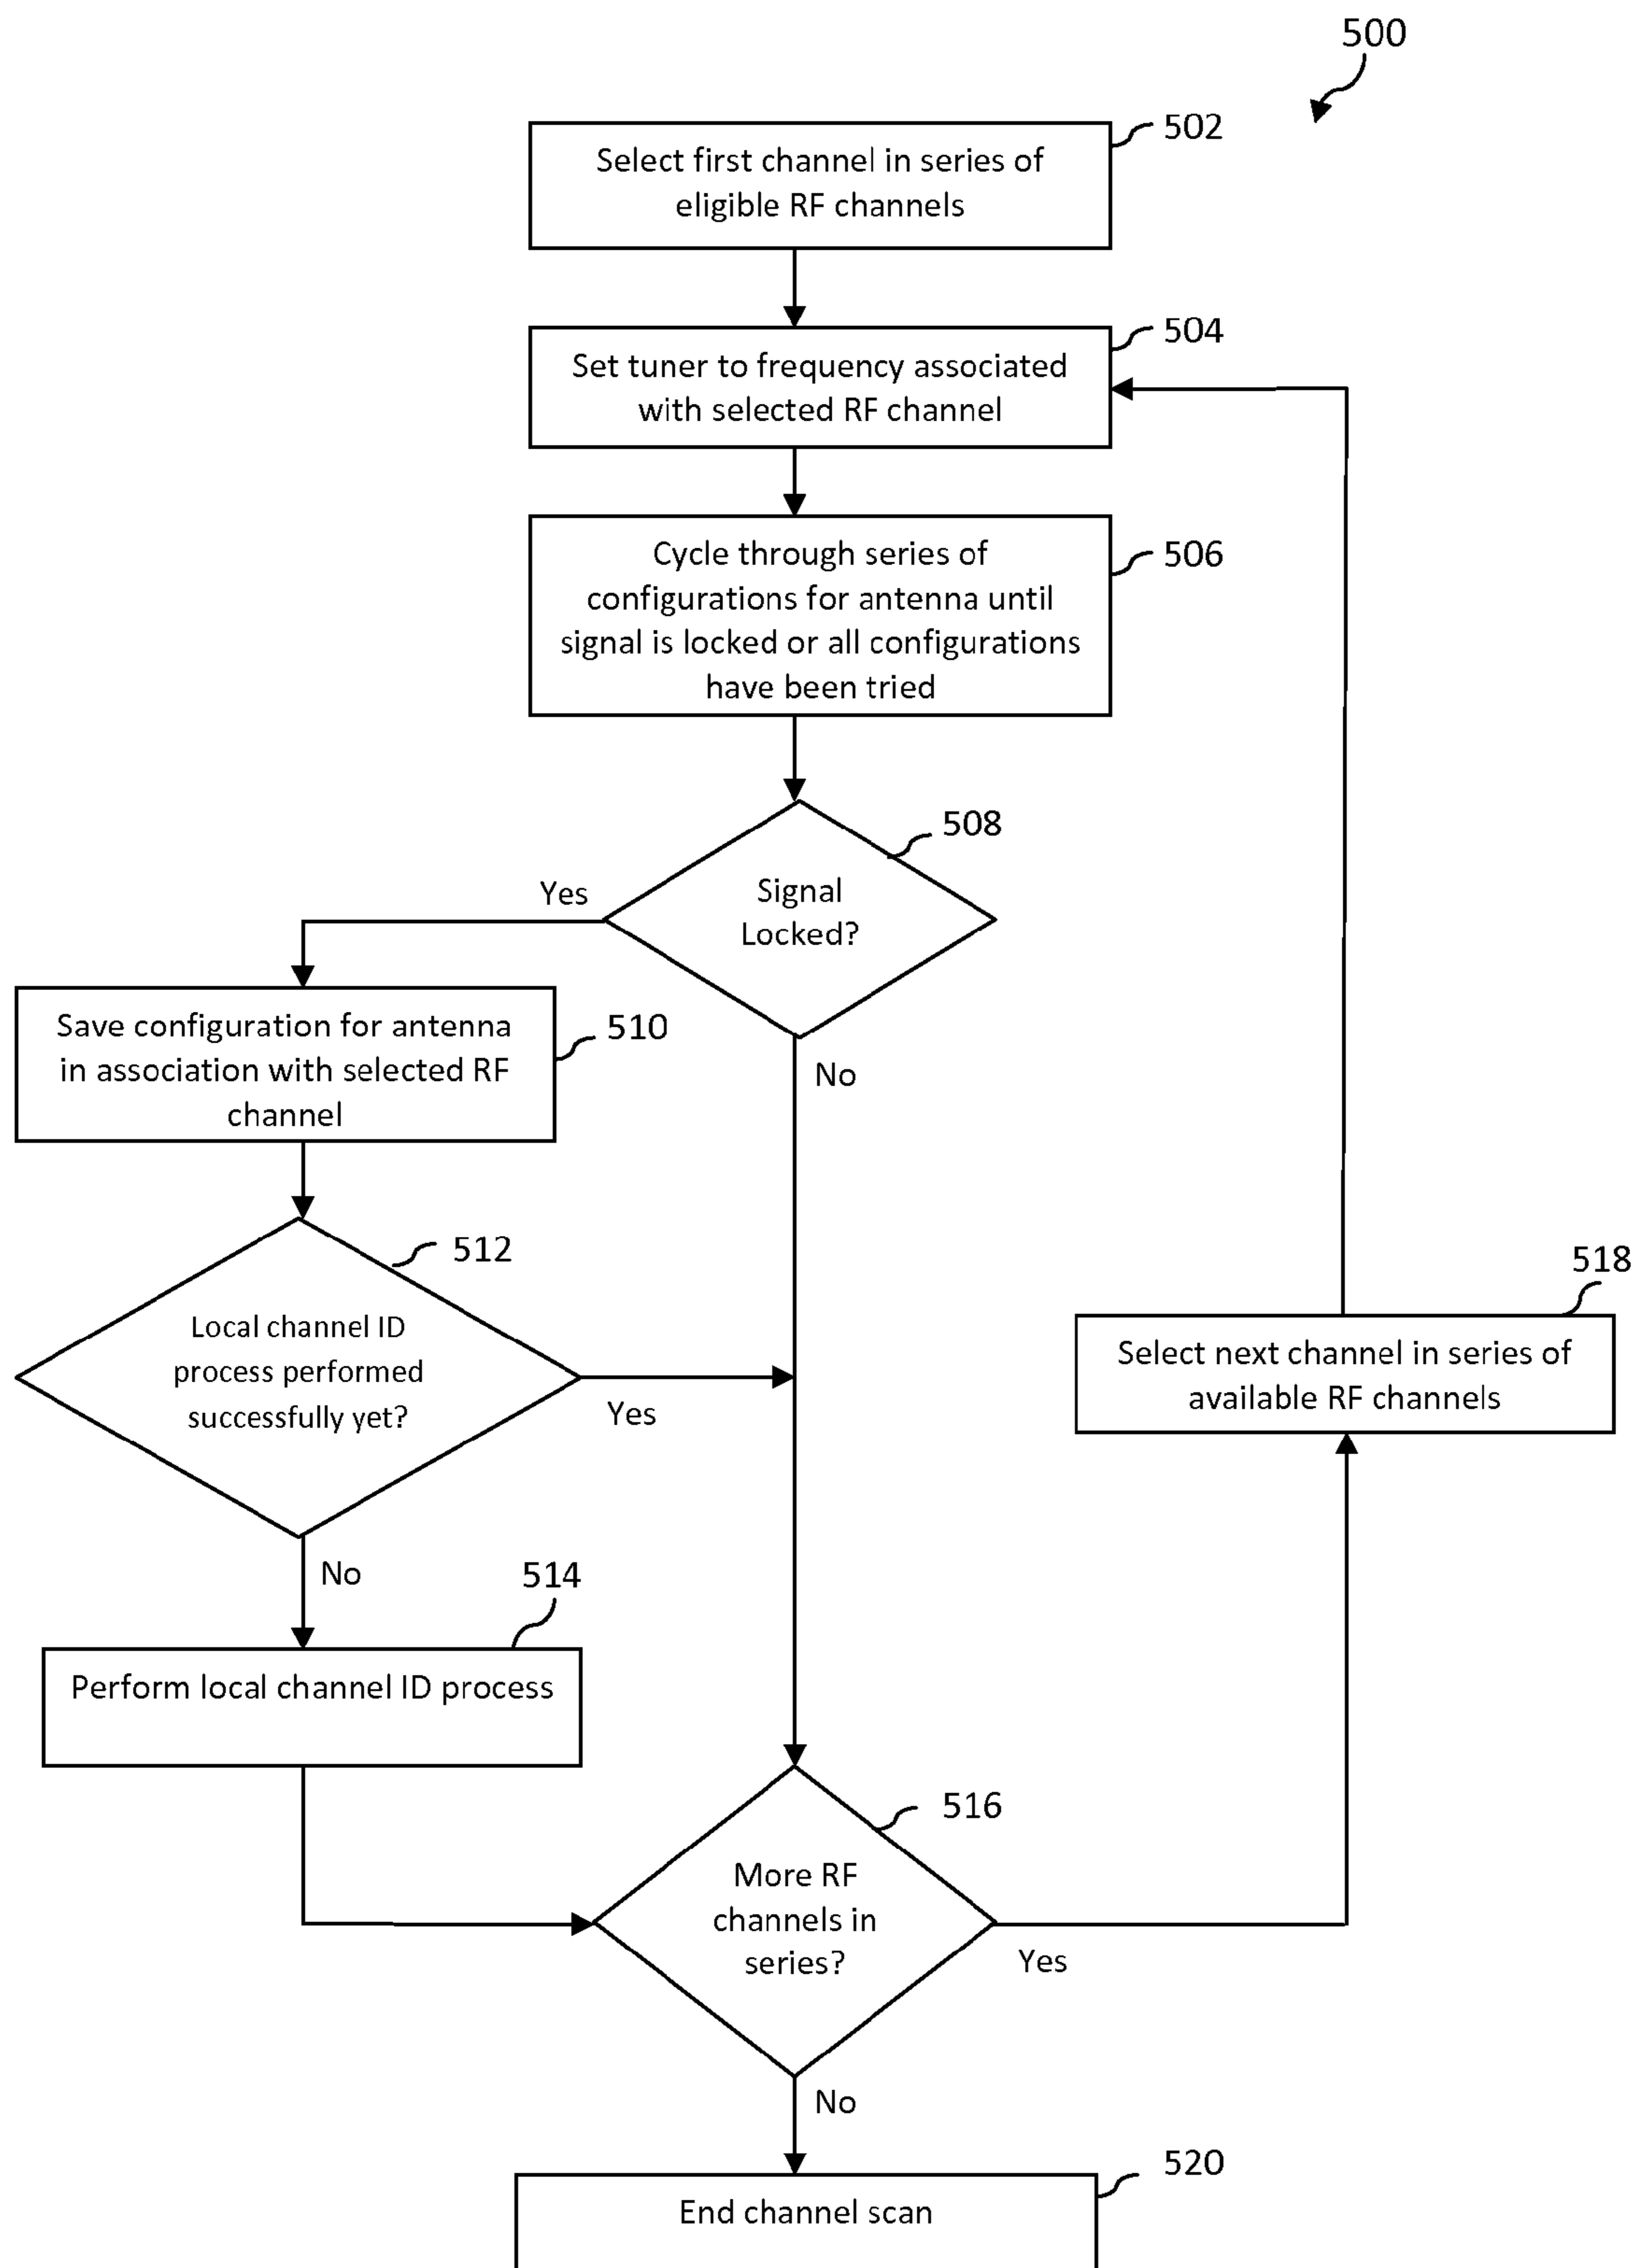 500
502
Select first channel in series of
eligible RF channels
504
Set tuner to frequency associated
with selected RF channel
506
Cycle through series of
configurations for antenna until
signal is locked or all configurations
have been tried
508
Signal
Locked?
Yes
No
510
Save configuration for antenna
in association with selected RF
channel
512
Local channel ID
process performed
successfully yet?
Yes
No
514
Perform local channel ID process
516
More RF
channels in
series?
Yes
No
518
Select next channel in series of
available RF channels
520
End channel scan